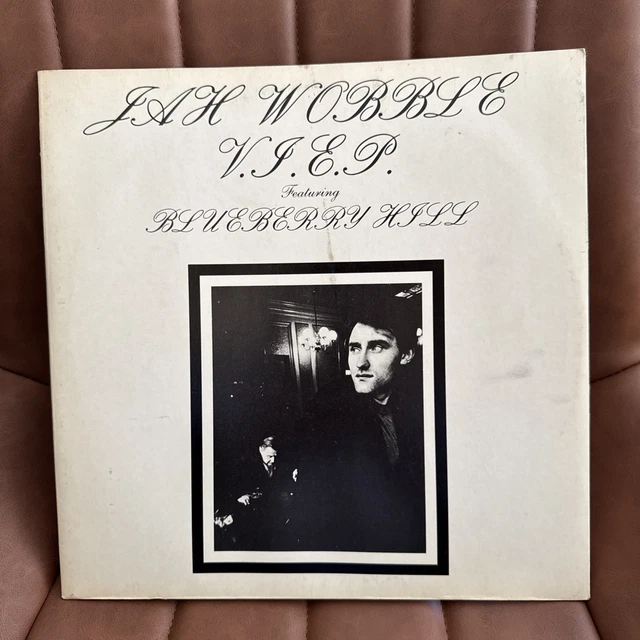 JAH WOBBLE
V.I.E.P.
Featuring
BLUEBERRY HILL